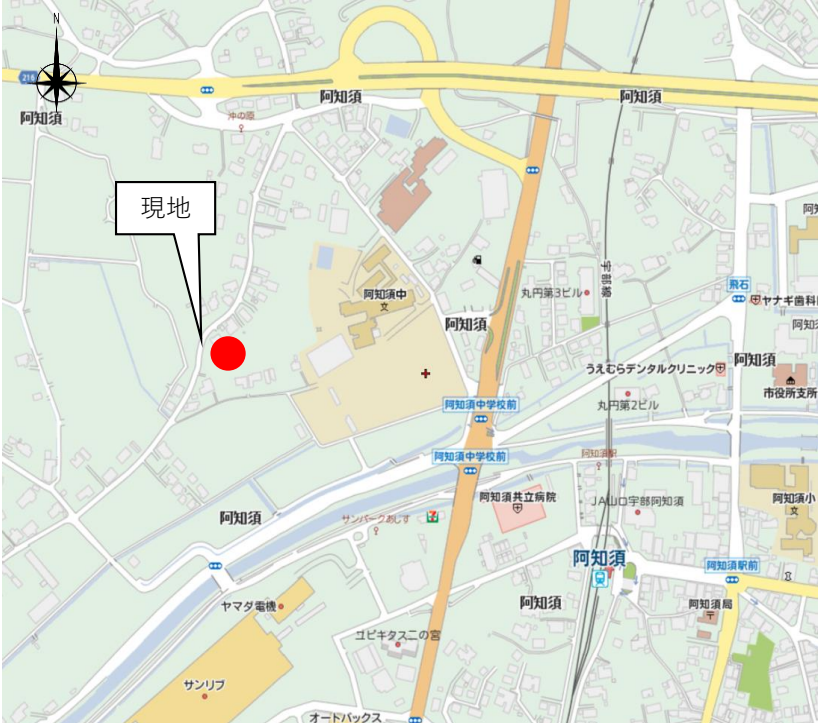 N
216
阿知須
阿知須
阿知須
沖の原
現地
宇部線
丸円第3ビル
飛石
ヤナギ歯科
阿知須中
文
阿知須
うえむらデンタルクリニック
阿知須
市役所支所
丸円第2ビル
阿知須中学校前
阿知須中学校前
阿知須駅
阿知須共立病院
JA山口宇部阿知須
阿知須小
文
阿知須
サンパークあじす
阿知須
阿知須駅前
ヤマダ電機
阿知須
阿知須局
ゴビキタス二の宮
サンリブ
オートバックス